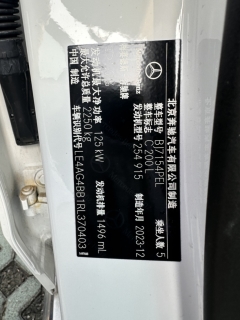 北京奔驰汽车有限公司制造
整车型号 BJ7154PEL 乘坐人数 5
整车标志 C 200 L
发动机型号 254 915 制造年月 2023-12
发动机最大净功率 125 kW 发动机排量 1496 mL
最大允许总质量 2250 kg
中国 制造 车辆识别代号 LE4AG4BB1RL370403